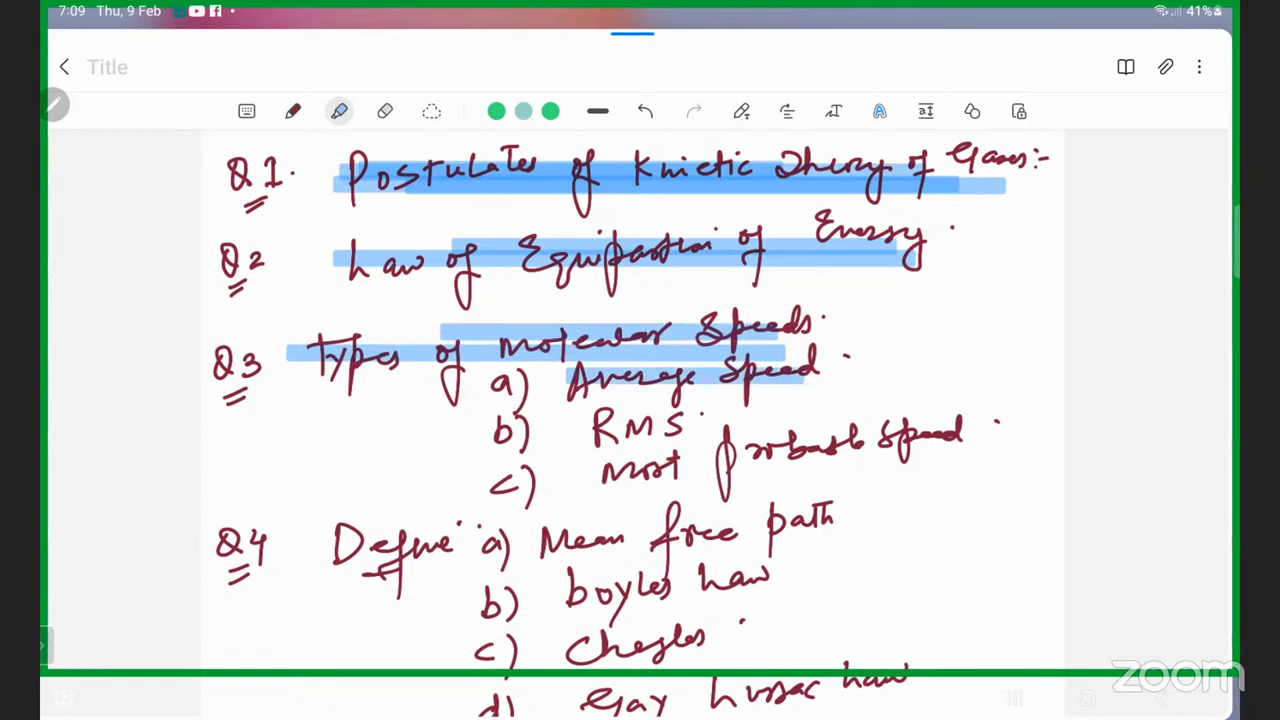 7:09 Thu, 9 Feb
41%
Title
Q1. Postulates of Kinetic Theory of Gases:-
Q2 Law of Equipartion of Energy.
Q3 Types of Molecular Speeds.
a) Average Speed.
b) RMS.
c) Most probable speed.
Q4 Define a) Mean free path
b) boyles Law
c) Charles
d) Gay Lussac Law
zoom